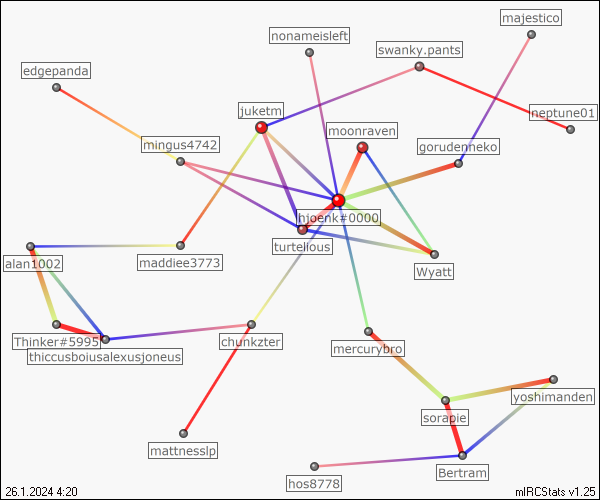 majestico
nonameisleft
swanky.pants
edgepanda
juketm
neptune01
moonraven
mingus4742
gorudenneko
hjoenk#0000
turtellous
maddiee3773
alan1002
Wyatt
Thinker#5995
chunkzter
mercurybro
thiccusboiusalexusjoneus
yoshimanden
sorapie
mattnesslp
Bertram
hos8778
26.1.2024 4:20
mIRCStats v1.25